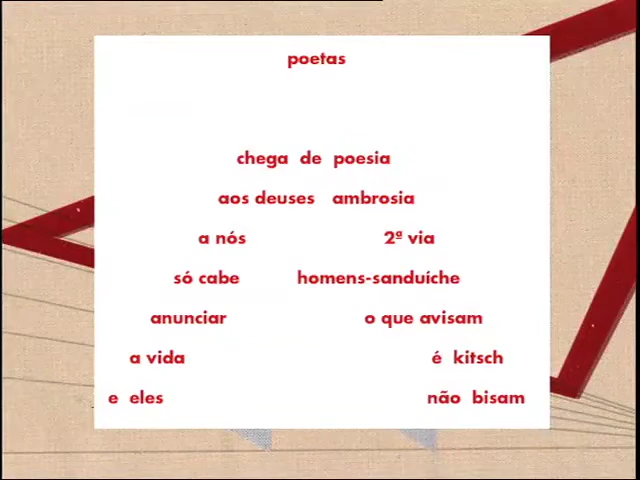 poetas
chega de poesia
aos deuses ambrosia
a nós 2ª via
só cabe homens-sanduíche
anunciar o que avisam
a vida é kitsch
e eles não bisam